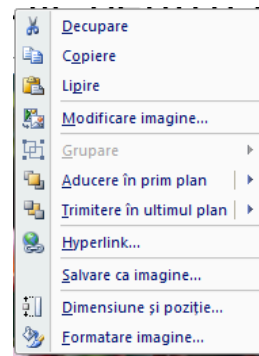 Decupare
Copiere
Lipire
Modificare imagine...
Grupare
Aducere în prim plan
Trimitere în ultimul plan
Hyperlink...
Salvare ca imagine...
Dimensiune și poziție...
Formatare imagine...